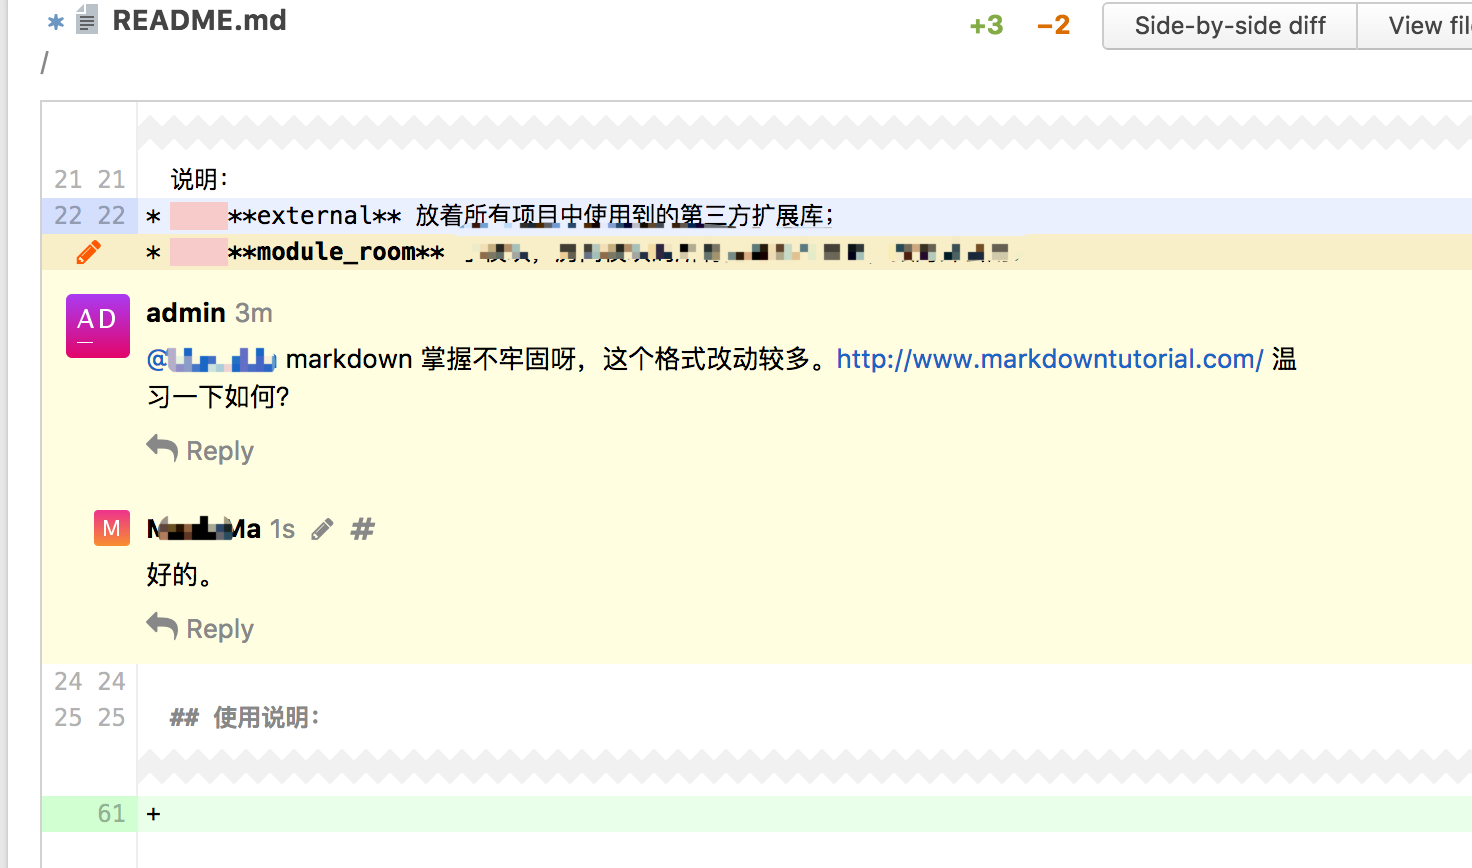 README.md +3 −2 Side-by-side diff View
/
21 21 说明：
22 22 * **external** 放着所有项目中使用到的第三方扩展库；
* **module_room**
AD
admin 3m
@ markdown 掌握不牢固呀，这个格式改动较多。http://www.markdowntutorial.com/ 温
习一下如何?
Reply
M Ma 1s #
好的。
Reply
24 24
25 25 ## 使用说明：
61 +